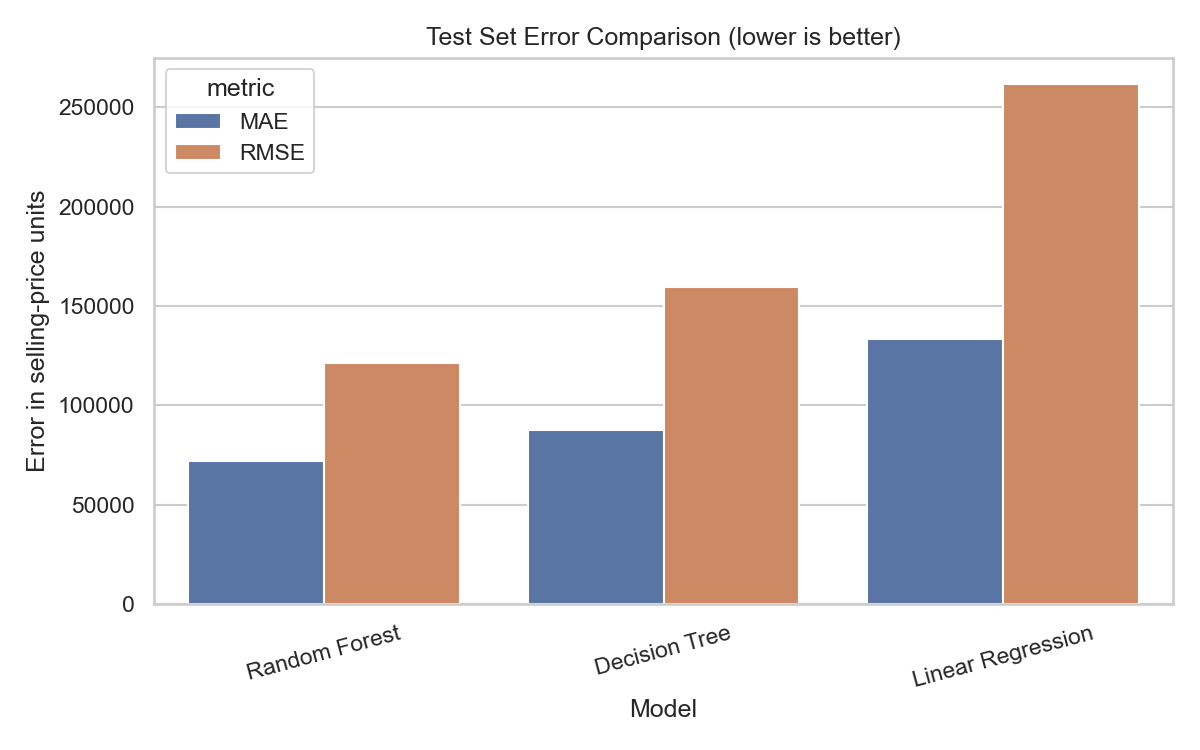 Test Set Error Comparison (lower is better)
metric
MAE
RMSE
Error in selling-price units
250000
200000
150000
100000
50000
0
Random Forest
Decision Tree
Linear Regression
Model